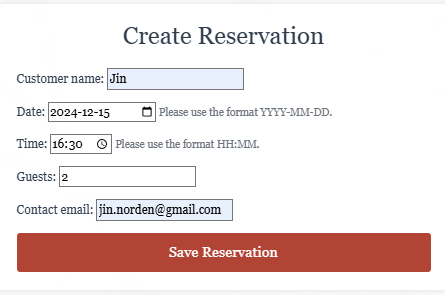 Create Reservation
Customer name: Jin
Date: 2024-12-15 Please use the format YYYY-MM-DD.
Time: 16:30 Please use the format HH:MM.
Guests: 2
Contact email: jin.norden@gmail.com
Save Reservation